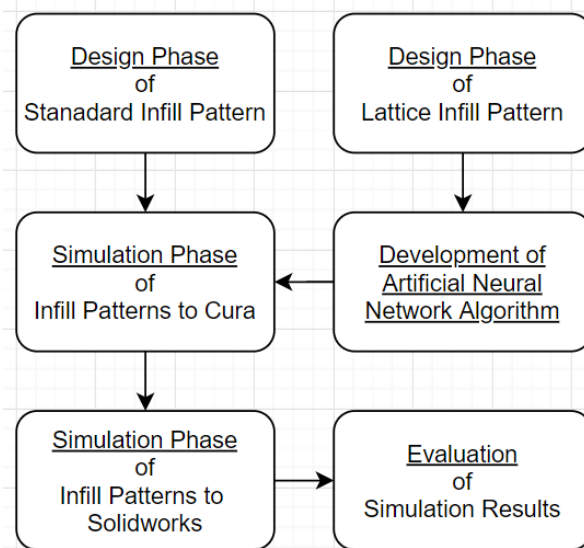 Design Phase
of
Stanadard Infill Pattern
Design Phase
of
Lattice Infill Pattern
Simulation Phase
of
Infill Patterns to Cura
Development of
Artificial Neural
Network Algorithm
Simulation Phase
of
Infill Patterns to
Solidworks
Evaluation
of
Simulation Results